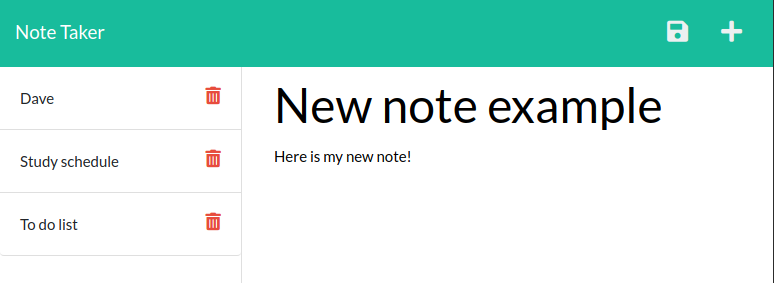 Note Taker
Dave
Study schedule
To do list
New note example
Here is my new note!